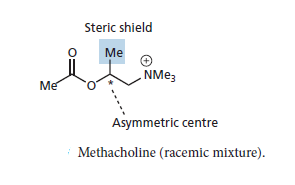 Steric shield
O
Me
⊕
NMe3
Me
O
*
Asymmetric centre
Methacholine (racemic mixture).